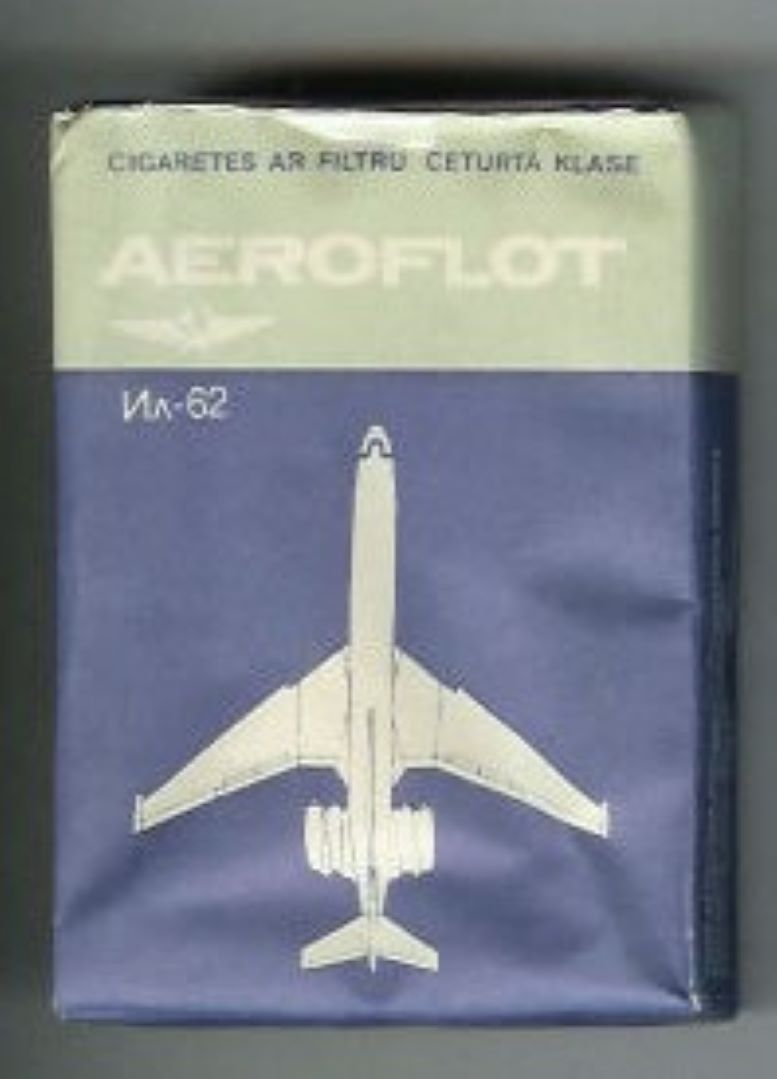 CIGARETES AR FILTRU CETURTA KLASE
AEROFLOT
Ил-62